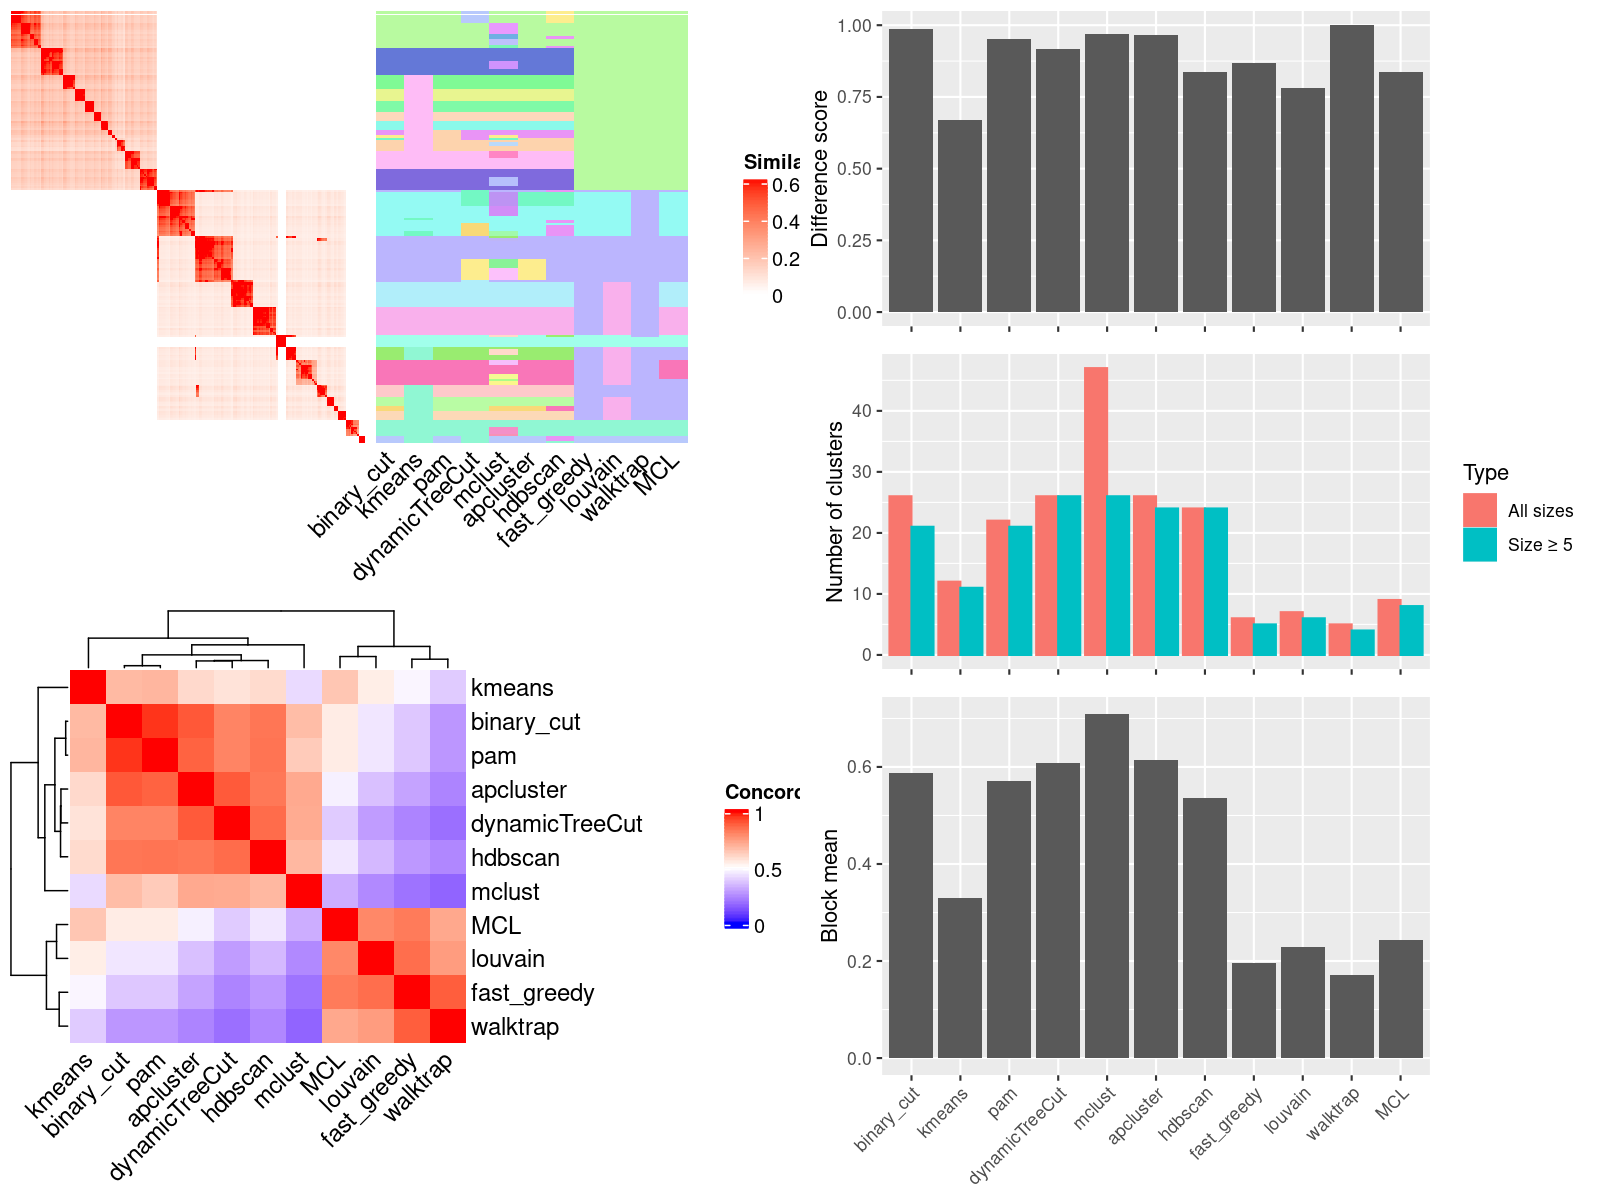 Simila
0.6
0.4
0.2
0
binary_cut
kmeans
pam
dynamicTreeCut
mclust
apcluster
hdbscan
fast_greedy
louvain
walktrap
MCL
kmeans
binary_cut
pam
apcluster
dynamicTreeCut
hdbscan
mclust
MCL
louvain
fast_greedy
walktrap
Concord
1
0.5
0
kmeans
binary_cut
pam
apcluster
dynamicTreeCut
hdbscan
mclust
MCL
louvain
fast_greedy
walktrap
Difference score
1.00
0.75
0.50
0.25
0.00
Number of clusters
40
30
20
10
0
Type
All sizes
Size ≥ 5
Block mean
0.6
0.4
0.2
0.0
binary_cut
kmeans
pam
dynamicTreeCut
mclust
apcluster
hdbscan
fast_greedy
louvain
walktrap
MCL